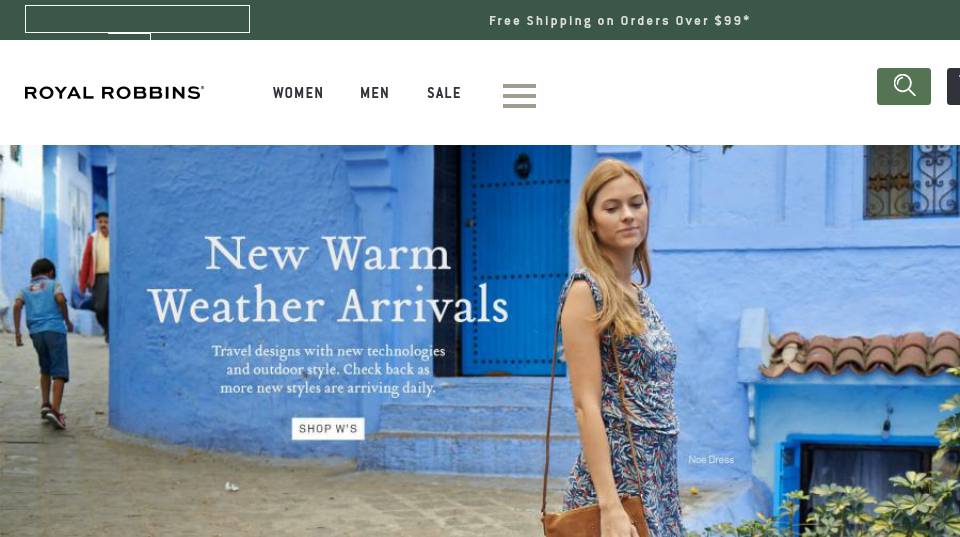 Free Shipping on Orders Over $99*
ROYAL ROBBINS®
WOMEN MEN SALE
New Warm
Weather Arrivals
Travel designs with new technologies
and outdoor style. Check back as
more new styles are arriving daily.
SHOP W'S
Noe Dress